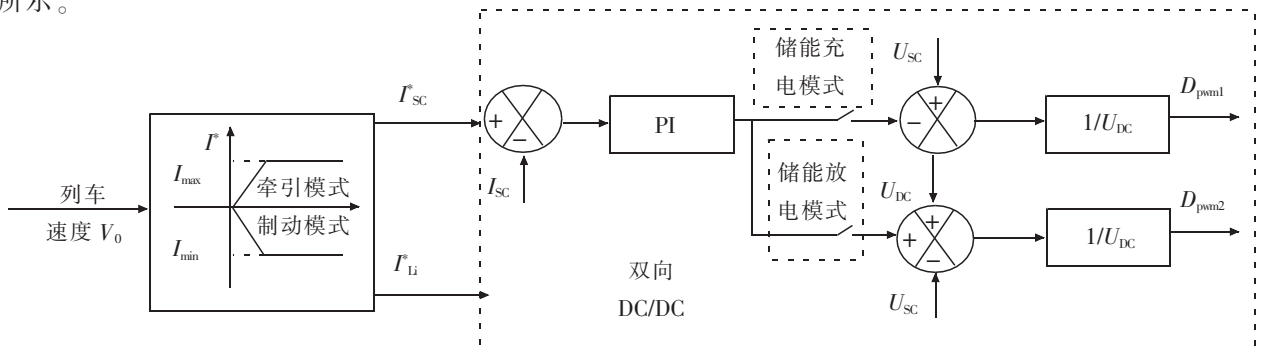 所示。
列车
速度 V₀
I*
Imax
牵引模式
制动模式
Imin
I*SC
I*Li
+
−
ISC
PI
储能充
电模式
储能放
电模式
USC
+
−
UDC
+
+
−
USC
1/UDC
Dpwm1
1/UDC
Dpwm2
双向
DC/DC